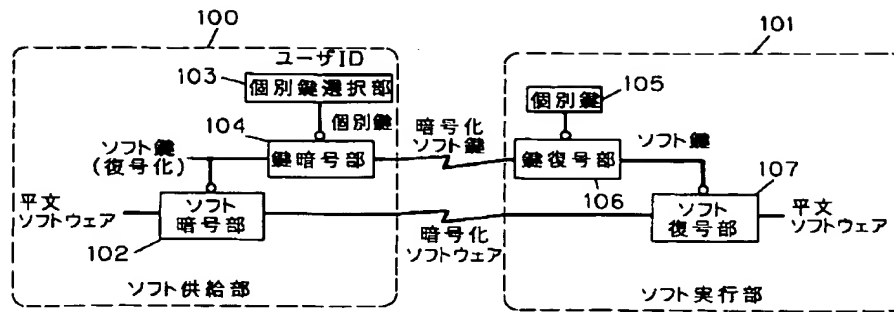 100
101
ユーザID
103
個別鍵選択部
個別鍵
105
104
個別鍵
暗号化
ソフト鍵
ソフト鍵
(復号化)
鍵暗号部
鍵復号部
ソフト鍵
106
107
平文
ソフトウェア
ソフト
暗号部
102
暗号化
ソフトウェア
ソフト
復号部
平文
ソフトウェア
ソフト供給部
ソフト実行部